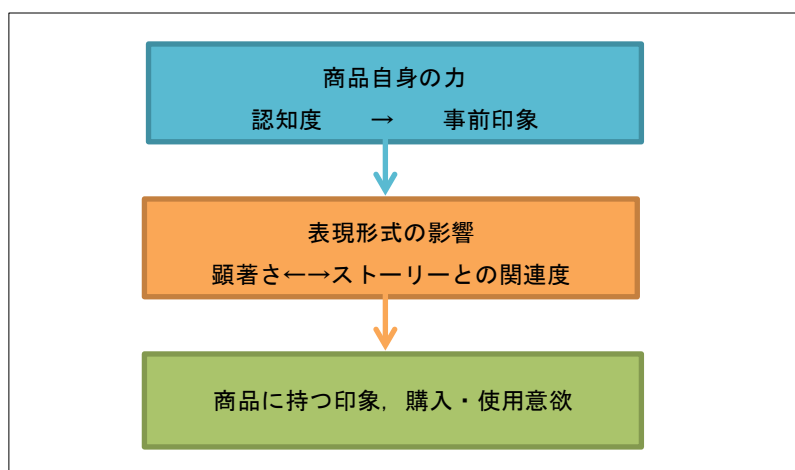 商品自身の力
認知度　　→　　事前印象
表現形式の影響
顕著さ←→ストーリーとの関連度
商品に持つ印象，購入・使用意欲